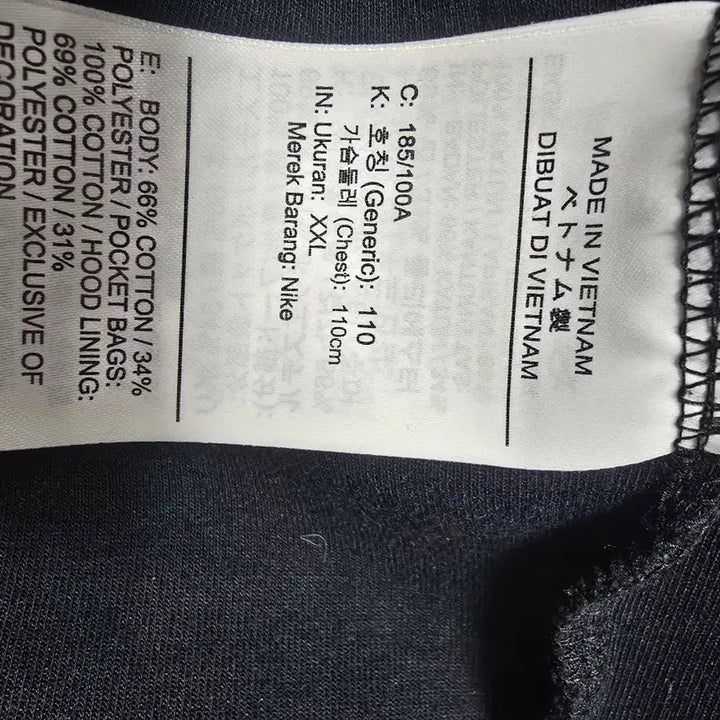 MADE IN VIETNAM
ベトナム製
DIBUAT DI VIETNAM
C: 185/100A
K: 호칭 (Generic): 110
가슴둘레 (Chest): 110cm
IN: Ukuran: XXL
Merek Barang: Nike
E: BODY: 66% COTTON / 34%
POLYESTER / POCKET BAGS:
100% COTTON / HOOD LINING:
69% COTTON / 31%
POLYESTER / EXCLUSIVE OF
DECORATION